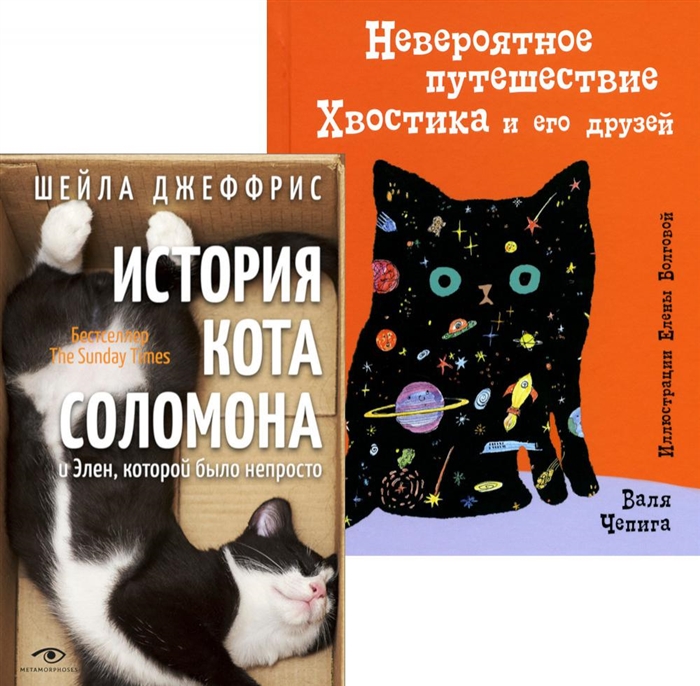 Невероятное
путешествие
Хвостика и его друзей
Иллюстрации Елены Болговой
Валя
Чепига
ШЕЙЛА ДЖЕФФРИС
ИСТОРИЯ
КОТА
СОЛОМОНА
Бестселлер
The Sunday Times
и Элен, которой было непросто
METAMORPHOSES